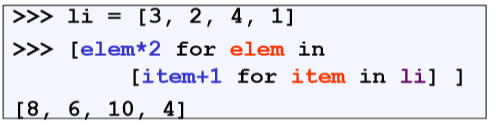 >>> li = [3, 2, 4, 1]
>>> [elem*2 for elem in
[item+1 for item in li] ]
[8, 6, 10, 4]